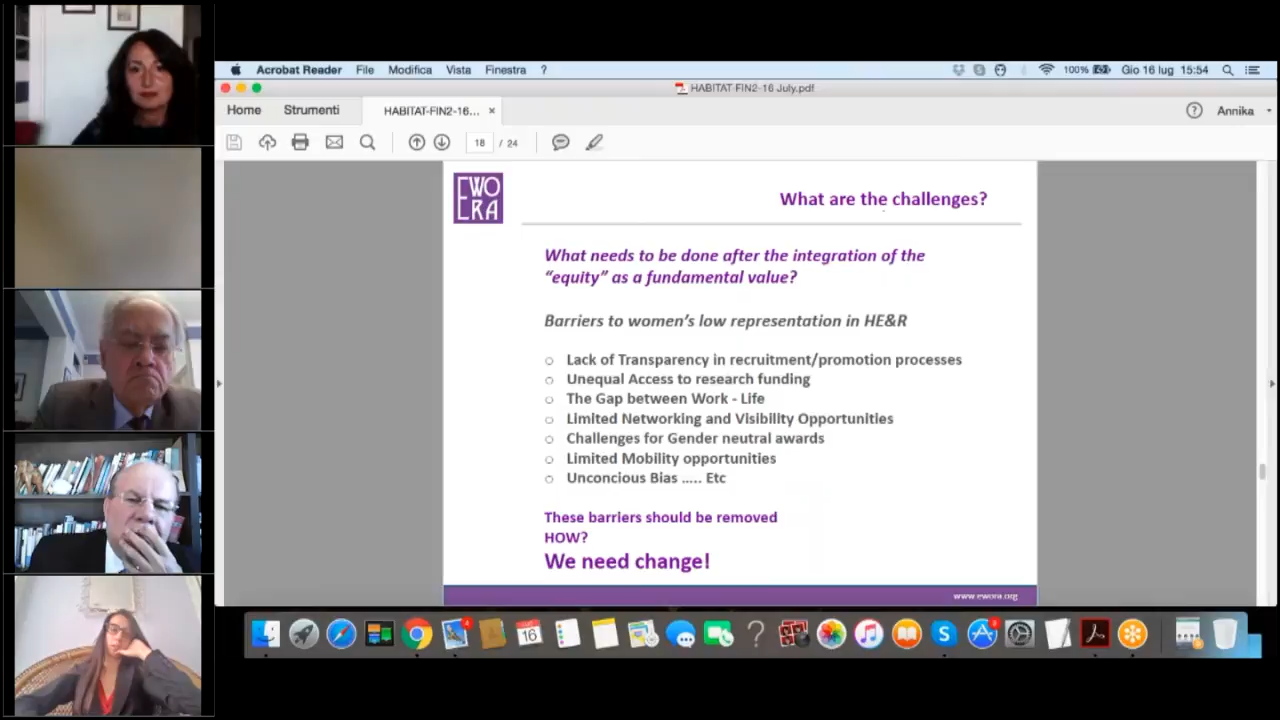 Acrobat Reader File Modifica Vista Finestra ? 100% Gio 16 lug 15:54
HABITAT FIN2-16 July.pdf
Home Strumenti HABITAT-FIN2-16... × ? Annika
18 / 24
EWO
ERA
What are the challenges?
What needs to be done after the integration of the
“equity” as a fundamental value?
Barriers to women’s low representation in HE&R
Lack of Transparency in recruitment/promotion processes
Unequal Access to research funding
The Gap between Work - Life
Limited Networking and Visibility Opportunities
Challenges for Gender neutral awards
Limited Mobility opportunities
Unconcious Bias ..... Etc
These barriers should be removed
HOW?
We need change!
www.ewora.org
16